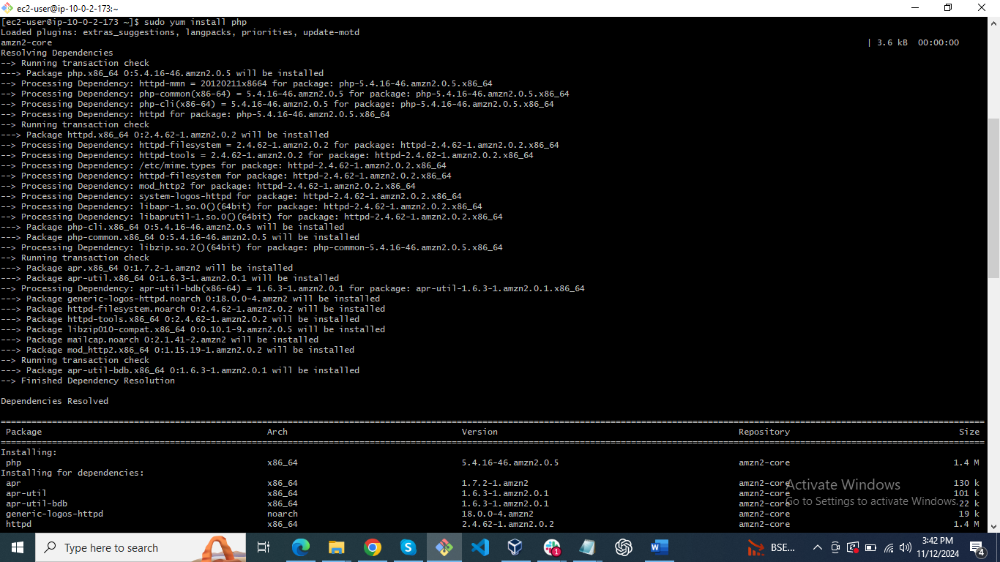 ec2-user@ip-10-0-2-173:~
[ec2-user@ip-10-0-2-173 ~]$ sudo yum install php
Loaded plugins: extras_suggestions, langpacks, priorities, update-motd
amzn2-core | 3.6 kB 00:00:00
Resolving Dependencies
--> Running transaction check
---> Package php.x86_64 0:5.4.16-46.amzn2.0.5 will be installed
--> Processing Dependency: httpd-mmn = 20120211x8664 for package: php-5.4.16-46.amzn2.0.5.x86_64
--> Processing Dependency: php-common(x86-64) = 5.4.16-46.amzn2.0.5 for package: php-5.4.16-46.amzn2.0.5.x86_64
--> Processing Dependency: php-cli(x86-64) = 5.4.16-46.amzn2.0.5 for package: php-5.4.16-46.amzn2.0.5.x86_64
--> Processing Dependency: httpd for package: php-5.4.16-46.amzn2.0.5.x86_64
--> Running transaction check
---> Package httpd.x86_64 0:2.4.62-1.amzn2.0.2 will be installed
--> Processing Dependency: httpd-filesystem = 2.4.62-1.amzn2.0.2 for package: httpd-2.4.62-1.amzn2.0.2.x86_64
--> Processing Dependency: httpd-tools = 2.4.62-1.amzn2.0.2 for package: httpd-2.4.62-1.amzn2.0.2.x86_64
--> Processing Dependency: /etc/mime.types for package: httpd-2.4.62-1.amzn2.0.2.x86_64
--> Processing Dependency: httpd-filesystem for package: httpd-2.4.62-1.amzn2.0.2.x86_64
--> Processing Dependency: mod_http2 for package: httpd-2.4.62-1.amzn2.0.2.x86_64
--> Processing Dependency: system-logos-httpd for package: httpd-2.4.62-1.amzn2.0.2.x86_64
--> Processing Dependency: libapr-1.so.0()(64bit) for package: httpd-2.4.62-1.amzn2.0.2.x86_64
--> Processing Dependency: libaprutil-1.so.0()(64bit) for package: httpd-2.4.62-1.amzn2.0.2.x86_64
---> Package php-cli.x86_64 0:5.4.16-46.amzn2.0.5 will be installed
---> Package php-common.x86_64 0:5.4.16-46.amzn2.0.5 will be installed
--> Processing Dependency: libzip.so.2()(64bit) for package: php-common-5.4.16-46.amzn2.0.5.x86_64
--> Running transaction check
---> Package apr.x86_64 0:1.7.2-1.amzn2 will be installed
---> Package apr-util.x86_64 0:1.6.3-1.amzn2.0.1 will be installed
--> Processing Dependency: apr-util-bdb(x86-64) = 1.6.3-1.amzn2.0.1 for package: apr-util-1.6.3-1.amzn2.0.1.x86_64
---> Package generic-logos-httpd.noarch 0:18.0.0-4.amzn2 will be installed
---> Package httpd-filesystem.noarch 0:2.4.62-1.amzn2.0.2 will be installed
---> Package httpd-tools.x86_64 0:2.4.62-1.amzn2.0.2 will be installed
---> Package libzip010-compat.x86_64 0:0.10.1-9.amzn2.0.5 will be installed
---> Package mailcap.noarch 0:2.1.41-2.amzn2 will be installed
---> Package mod_http2.x86_64 0:1.15.19-1.amzn2.0.2 will be installed
--> Running transaction check
---> Package apr-util-bdb.x86_64 0:1.6.3-1.amzn2.0.1 will be installed
--> Finished Dependency Resolution
Dependencies Resolved
Package Arch Version Repository Size
Installing:
php x86_64 5.4.16-46.amzn2.0.5 amzn2-core 1.4 M
Installing for dependencies:
apr x86_64 1.7.2-1.amzn2 amzn2-core 130 k
apr-util x86_64 1.6.3-1.amzn2.0.1 amzn2-core 101 k
apr-util-bdb x86_64 1.6.3-1.amzn2.0.1 amzn2-core 22 k
generic-logos-httpd noarch 18.0.0-4.amzn2 amzn2-core 19 k
httpd x86_64 2.4.62-1.amzn2.0.2 amzn2-core 1.4 M
Activate Windows
Go to Settings to activate Windows.
Type here to search
1
BSE...
3:42 PM
11/12/2024
4